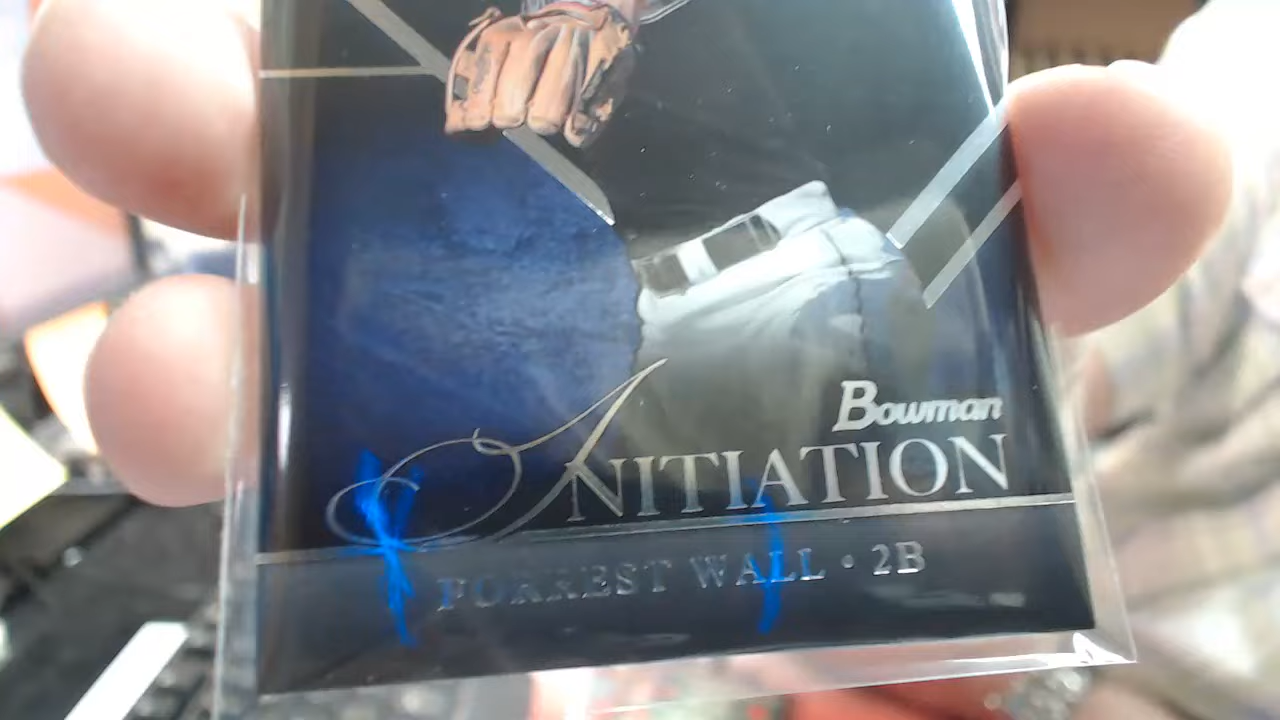 Bowman
INITIATION
FORREST WALL • 2B